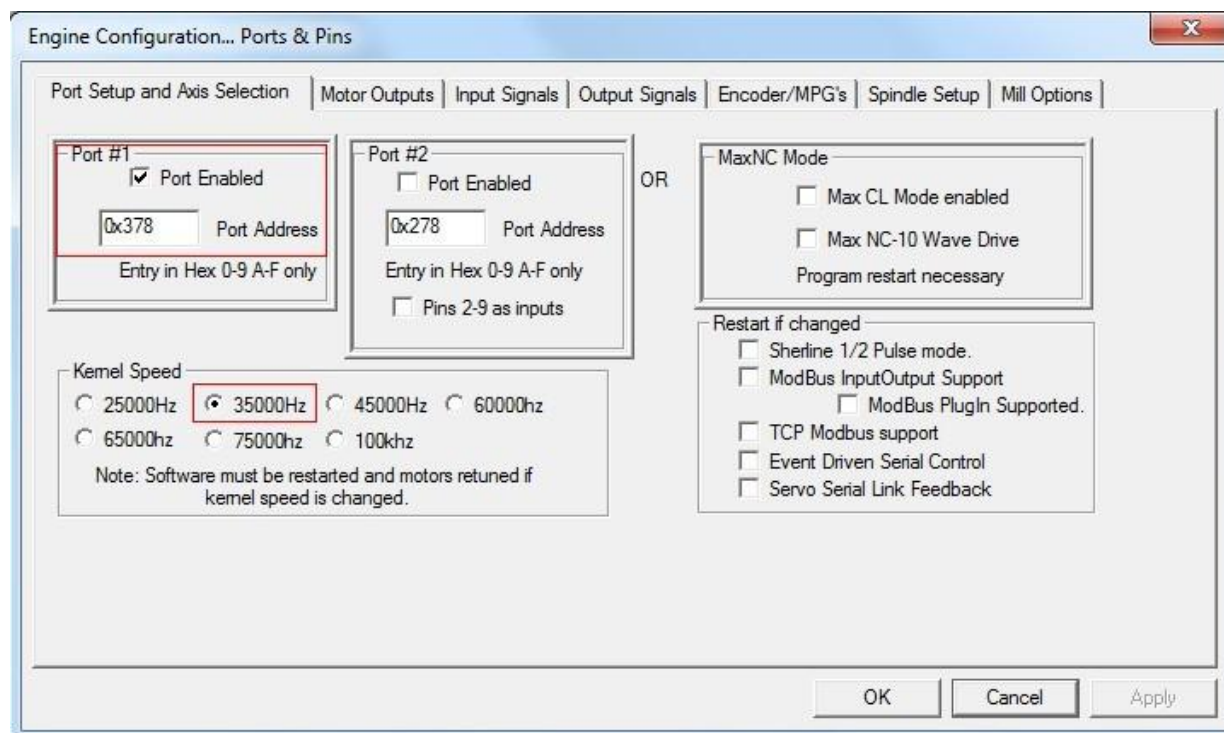 Engine Configuration... Ports & Pins
Port Setup and Axis Selection Motor Outputs Input Signals Output Signals Encoder/MPG's Spindle Setup Mill Options
Port #1
Port Enabled
0x378 Port Address
Entry in Hex 0-9 A-F only
Port #2
Port Enabled
0x278 Port Address
Entry in Hex 0-9 A-F only
Pins 2-9 as inputs
OR
MaxNC Mode
Max CL Mode enabled
Max NC-10 Wave Drive
Program restart necessary
Restart if changed
Sherline 1/2 Pulse mode.
ModBus InputOutput Support
ModBus PlugIn Supported.
TCP Modbus support
Event Driven Serial Control
Servo Serial Link Feedback
Kernel Speed
25000Hz 35000Hz 45000Hz 60000hz
65000hz 75000hz 100khz
Note: Software must be restarted and motors retuned if
kernel speed is changed.
OK Cancel Apply